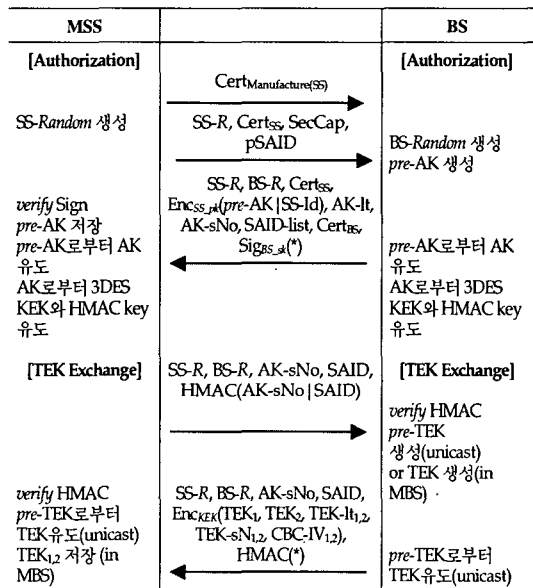 MSS BS
[Authorization] [Authorization]
Cert_Manufacture(SS)
SS-Random 생성
SS-R, Cert_SS, SecCap,
pSAID
BS-Random 생성
pre-AK 생성
SS-R, BS-R, Cert_SS,
Enc_SS_pk(pre-AK|SS-Id), AK-lt,
AK-sNo, SAID-list, Cert_BS,
Sig_BS_sk(*)
verify Sign
pre-AK 저장
pre-AK로부터 AK
유도
AK로부터 3DES
KEK와 HMAC key
유도
pre-AK로부터 AK
유도
AK로부터 3DES
KEK와 HMAC key
유도
[TEK Exchange] [TEK Exchange]
SS-R, BS-R, AK-sNo, SAID,
HMAC(AK-sNo|SAID)
verify HMAC
pre-TEK
생성(unicast)
or TEK 생성(in
MBS)
verify HMAC
pre-TEK로부터
TEK유도(unicast)
TEK1,2 저장 (in
MBS)
SS-R, BS-R, AK-sNo, SAID,
Enc_KEK(TEK1, TEK2, TEK-lt1,2,
TEK-sN1,2, CBC-IV1,2),
HMAC(*)
pre-TEK로부터
TEK유도(unicast)